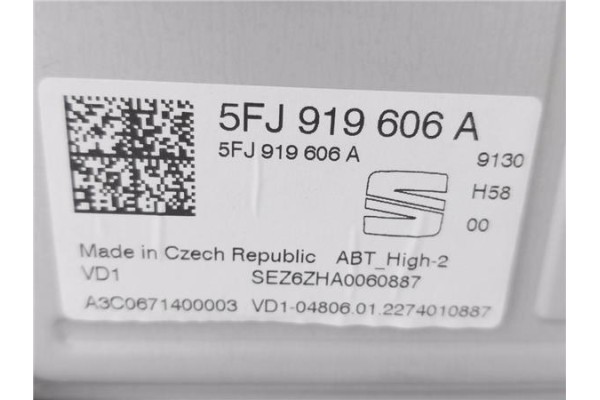 5FJ 919 606 A
5FJ 919 606 A
9130
H58
00
Made in Czech Republic ABT_High-2
VD1 SEZ6ZHA0060887
A3C0671400003 VD1-04806.01.2274010887